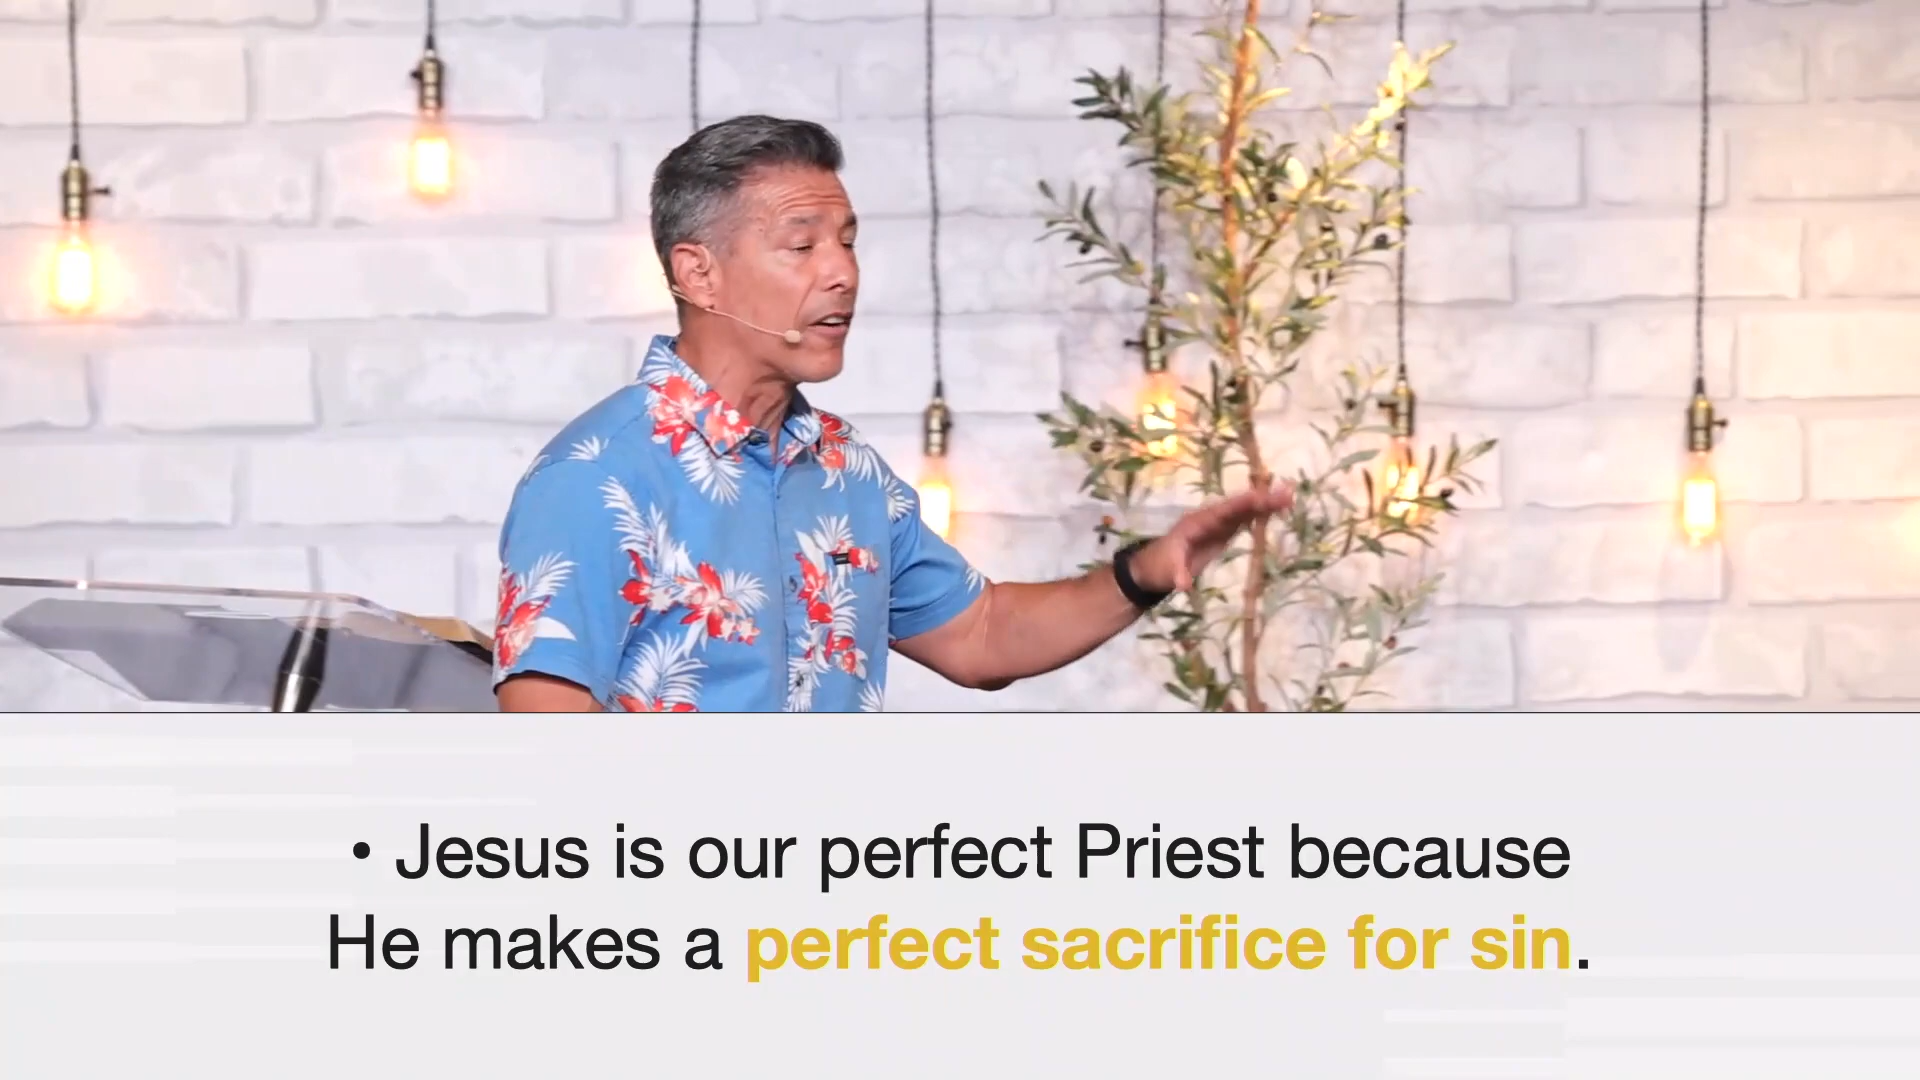 • Jesus is our perfect Priest because
He makes a perfect sacrifice for sin.